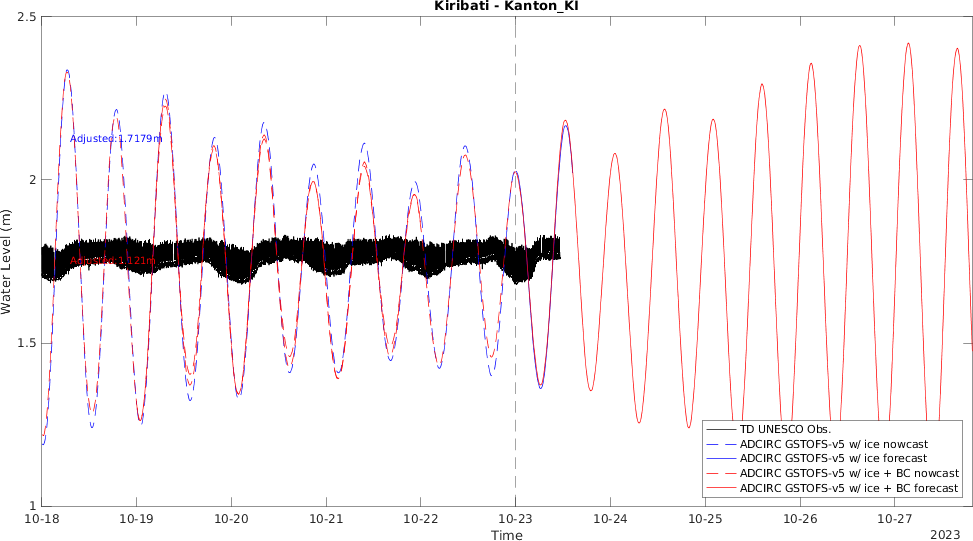 Kiribati - Kanton_KI
2.5
Adjusted:1.7179m
2
Water Level (m)
1.5
1
TD UNESCO Obs.
ADCIRC GSTOFS-v5 w/ ice nowcast
ADCIRC GSTOFS-v5 w/ ice forecast
ADCIRC GSTOFS-v5 w/ ice + BC nowcast
ADCIRC GSTOFS-v5 w/ ice + BC forecast
10-18 10-19 10-20 10-21 10-22 10-23 10-24 10-25 10-26 10-27
Time
2023